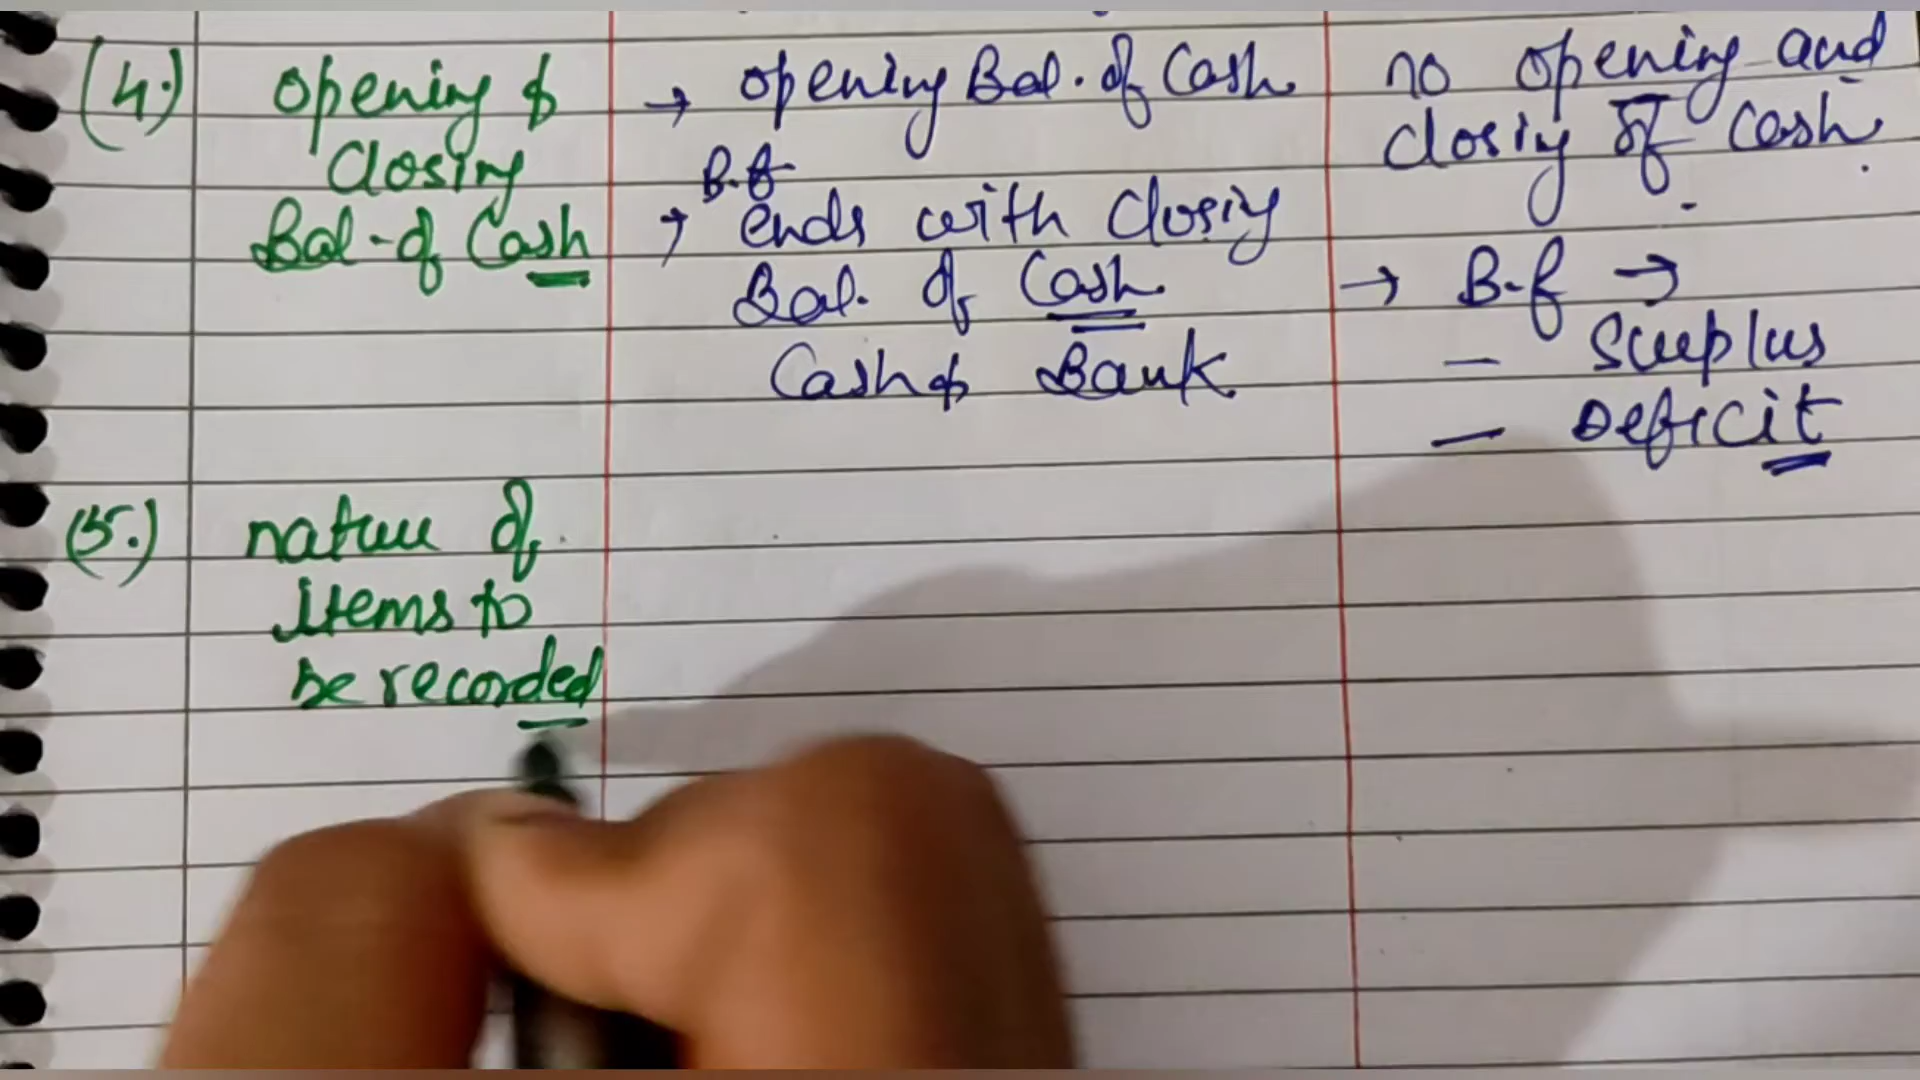 (4.) opening &
closing
Bal. of Cash
→ opening Bal. of Cash
B.f
→ ends with closing
Bal. of Cash.
Cash & Bank
no opening and
closing of Cash.
→ B.f →
— Surplus
— Deficit
(5.) nature of
items to
be recorded